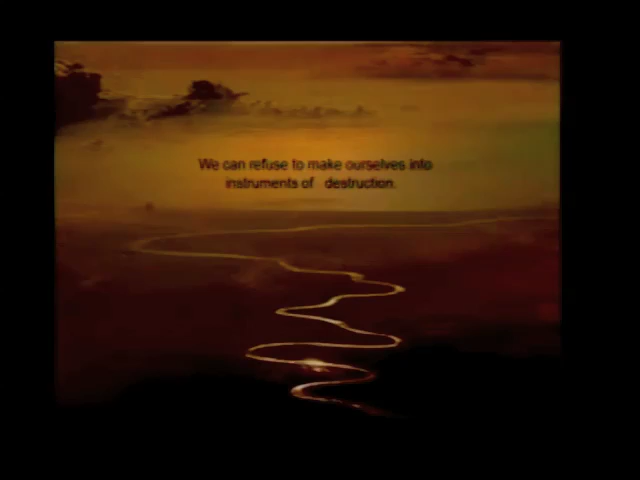 We can refuse to make ourselves into
instruments of destruction.